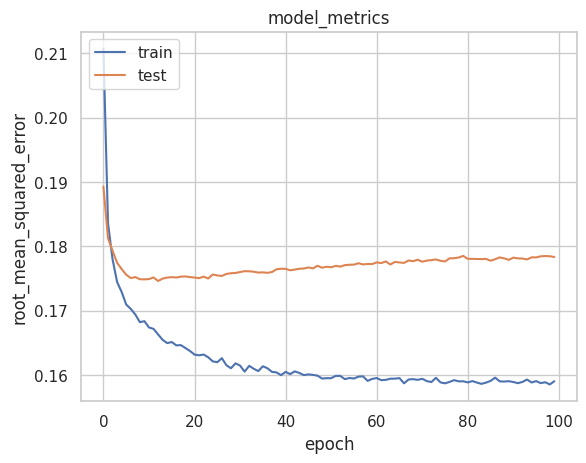 model_metrics
train
test
root_mean_squared_error
0.21
0.20
0.19
0.18
0.17
0.16
0 20 40 60 80 100
epoch